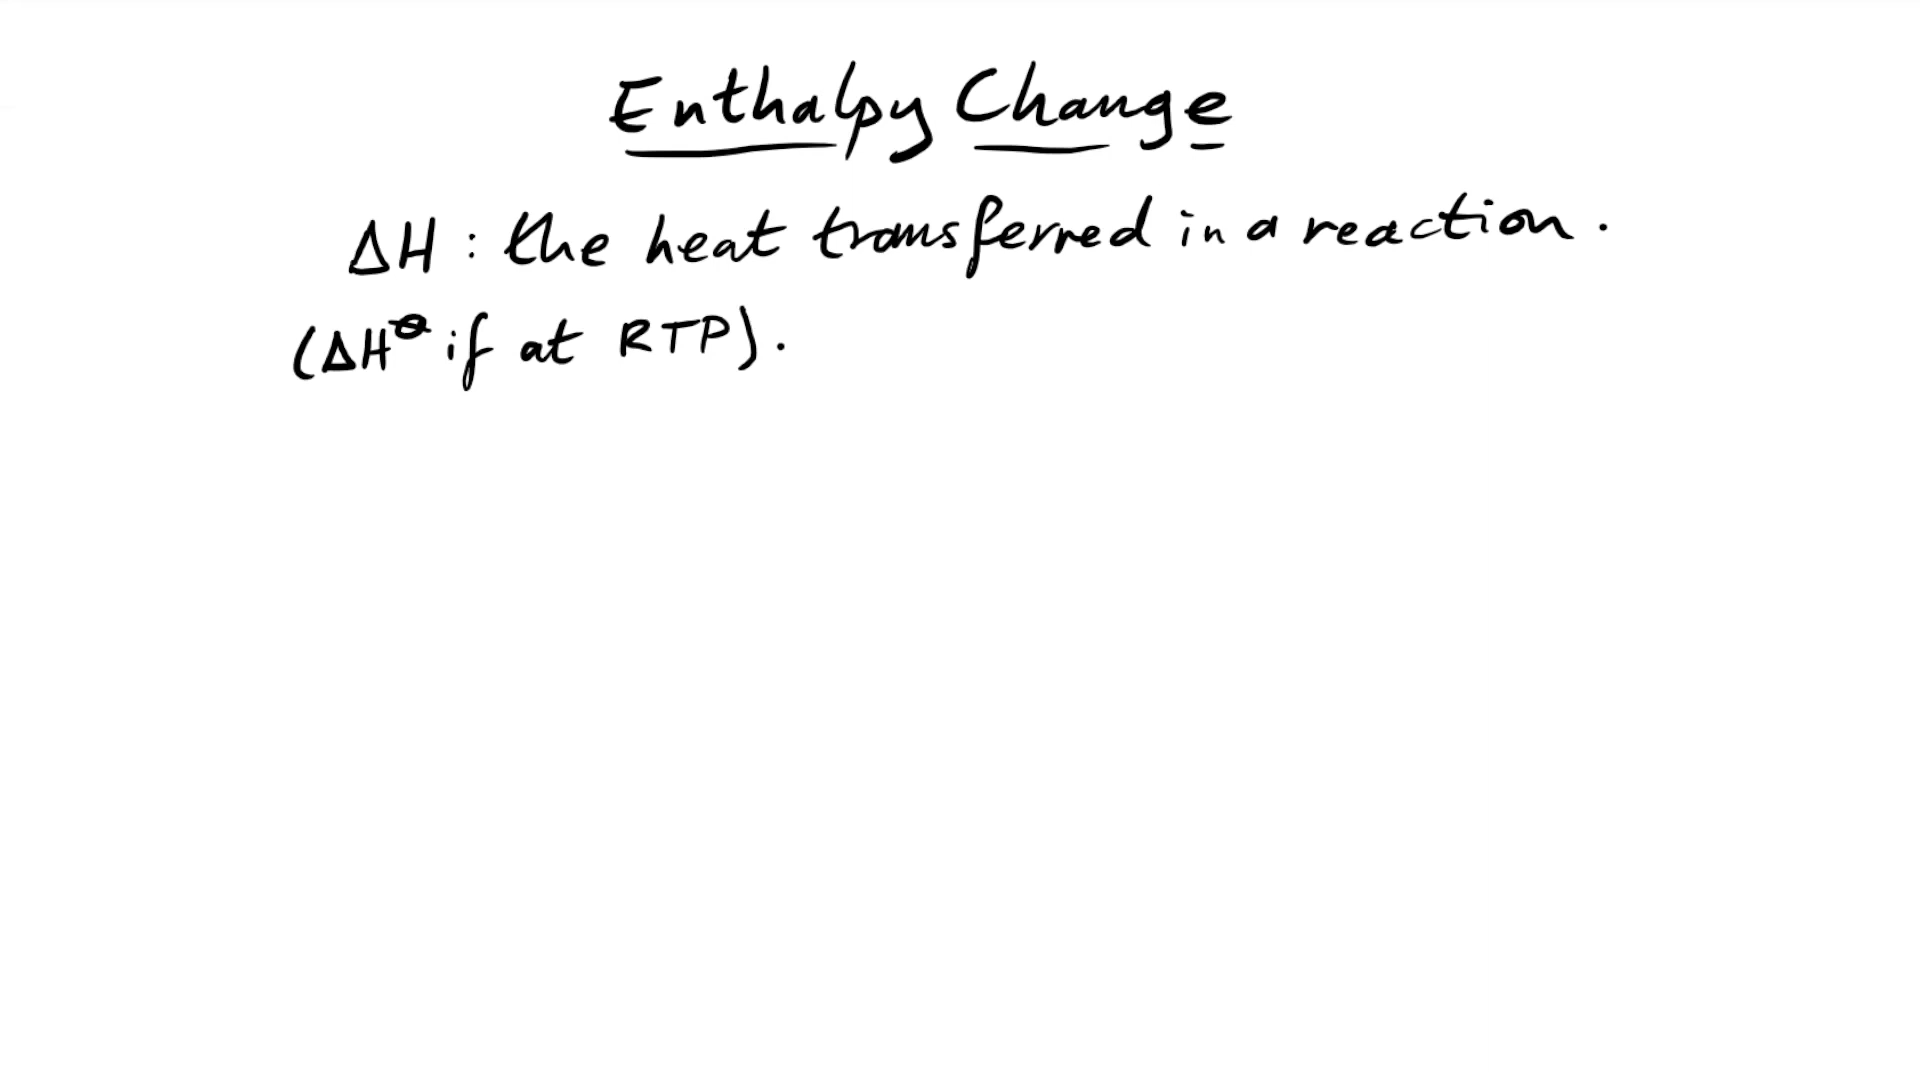 Enthalpy Change
ΔH : the heat transferred in a reaction.
(ΔH⦵ if at RTP).